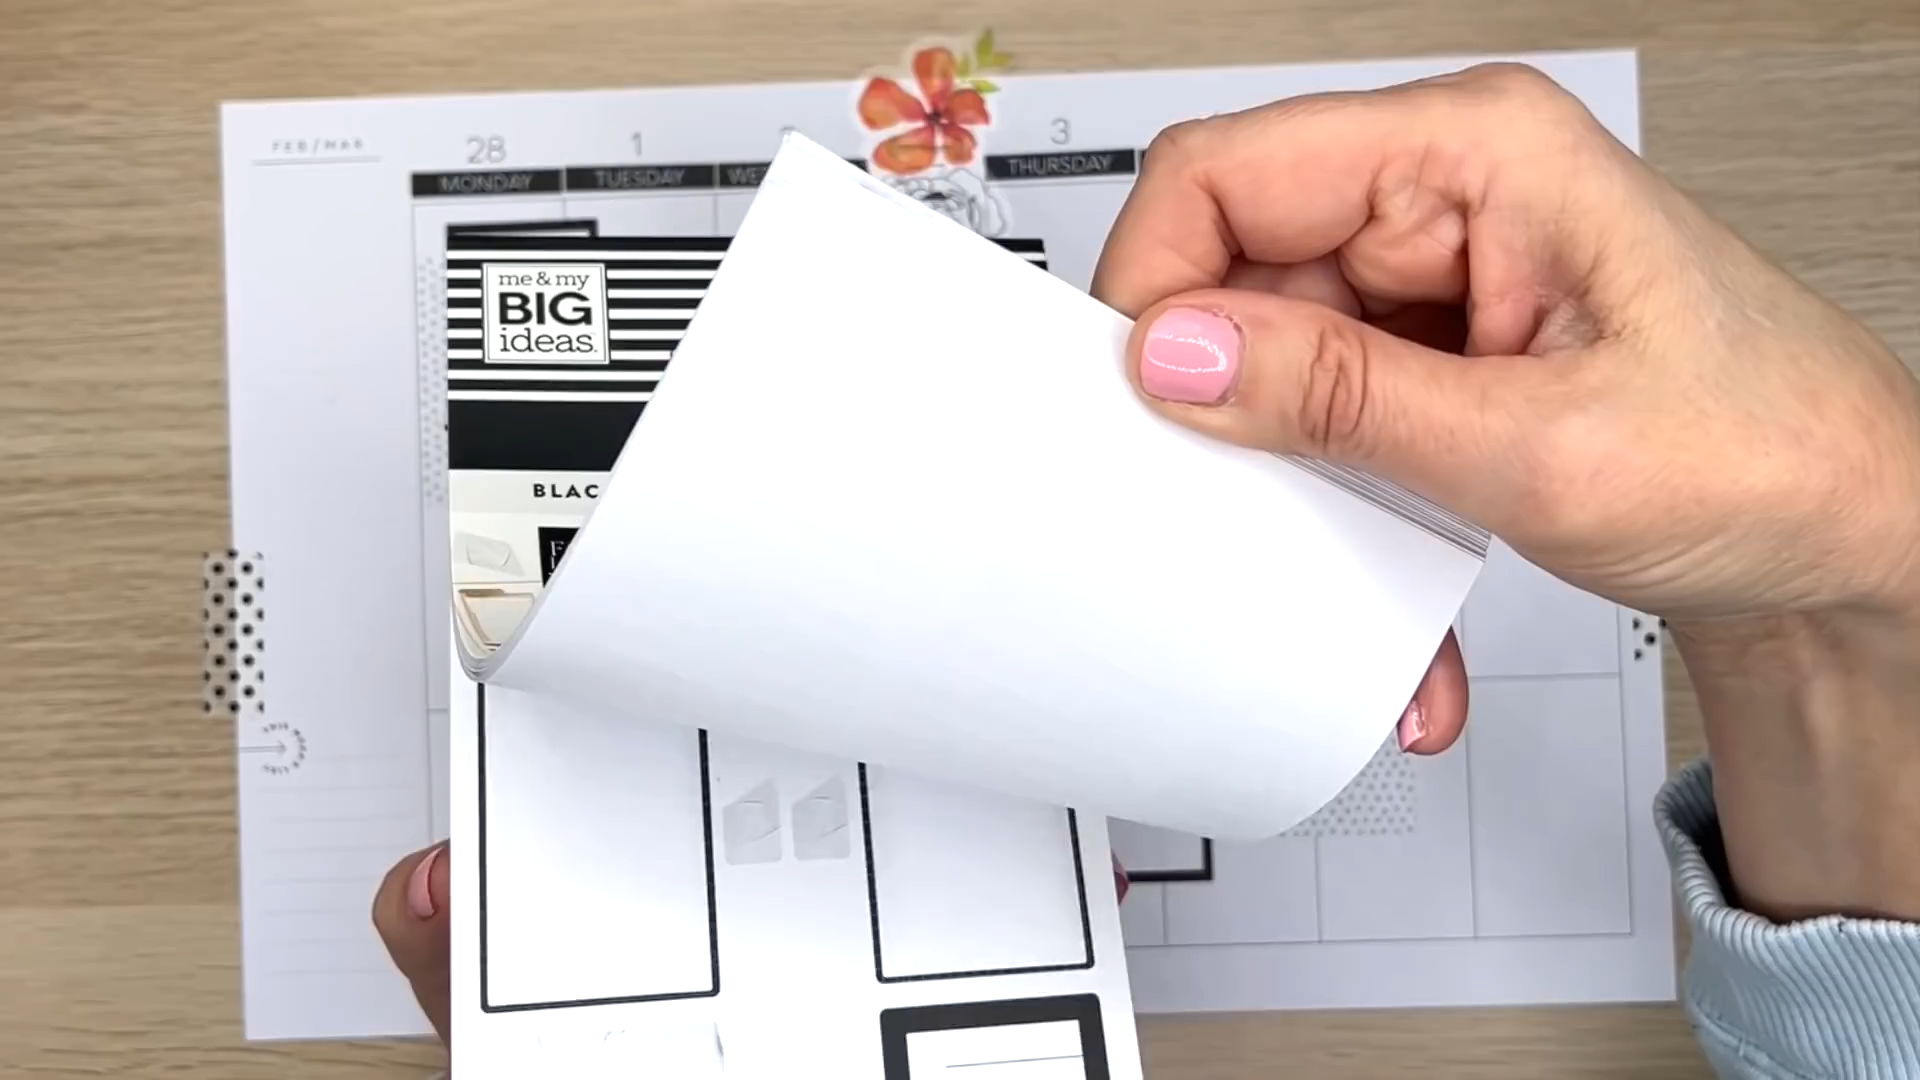 FEB/MAR
28
1
3
MONDAY
TUESDAY
THURSDAY
me & my
BIG
ideas.
BLAC